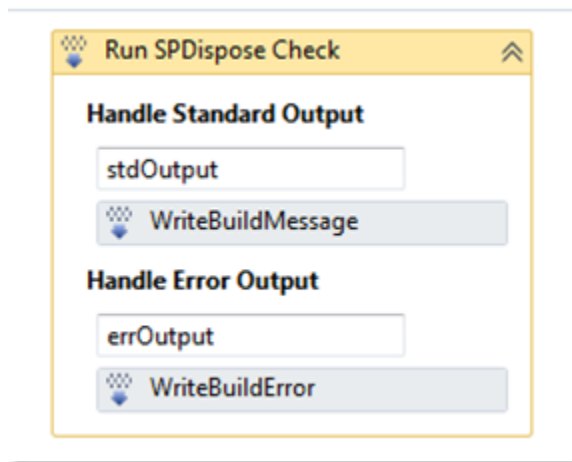 Run SPDispose Check
Handle Standard Output
stdOutput
WriteBuildMessage
Handle Error Output
errOutput
WriteBuildError